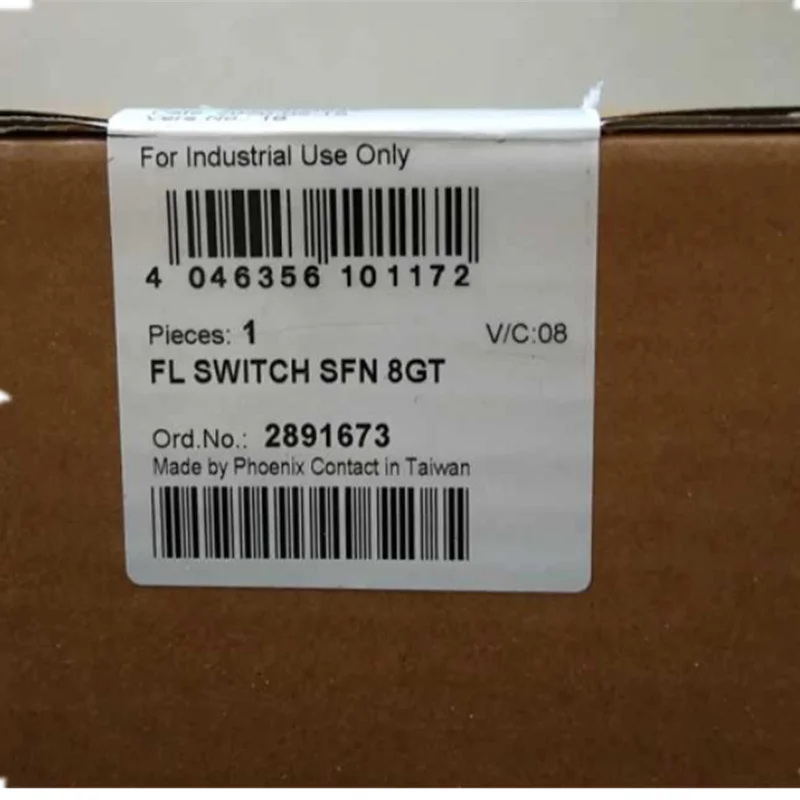 For Industrial Use Only
4 046356 101172
Pieces: 1 V/C:08
FL SWITCH SFN 8GT
Ord.No.: 2891673
Made by Phoenix Contact in Taiwan